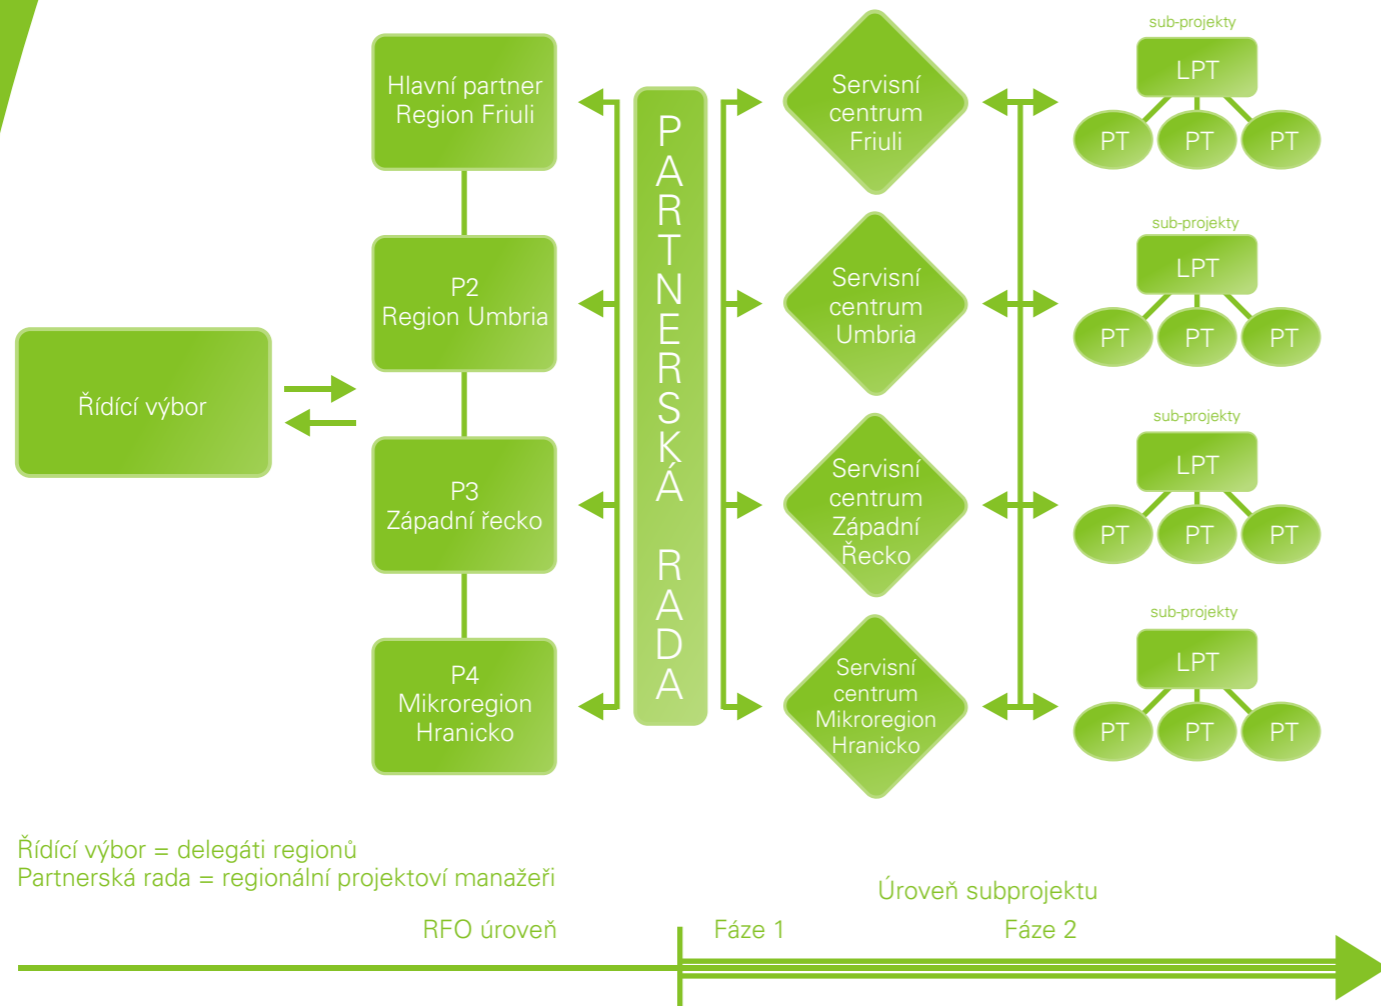 Řídící výbor
Hlavní partner
Region Friuli
P2
Region Umbria
P3
Západní řecko
P4
Mikroregion
Hranicko
PARTNERSKÁ RADA
Servisní
centrum
Friuli
Servisní
centrum
Umbria
Servisní
centrum
Západní
Řecko
Servisní
centrum
Mikroregion
Hranicko
sub-projekty
LPT
PT PT PT
sub-projekty
LPT
PT PT PT
sub-projekty
LPT
PT PT PT
sub-projekty
LPT
PT PT PT
Řídící výbor = delegáti regionů
Partnerská rada = regionální projektoví manažeři
Úroveň subprojektu
RFO úroveň Fáze 1 Fáze 2